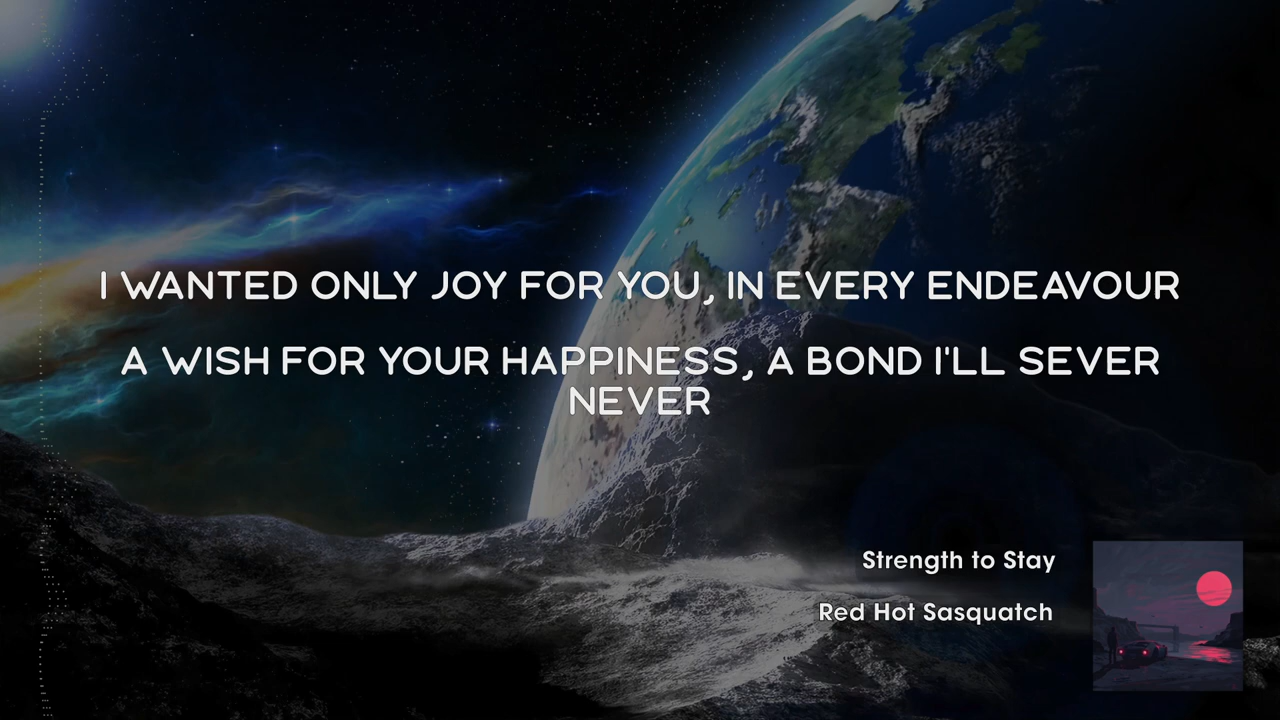 I WANTED ONLY JOY FOR YOU, IN EVERY ENDEAVOUR
A WISH FOR YOUR HAPPINESS, A BOND I'LL SEVER
NEVER
Strength to Stay
Red Hot Sasquatch